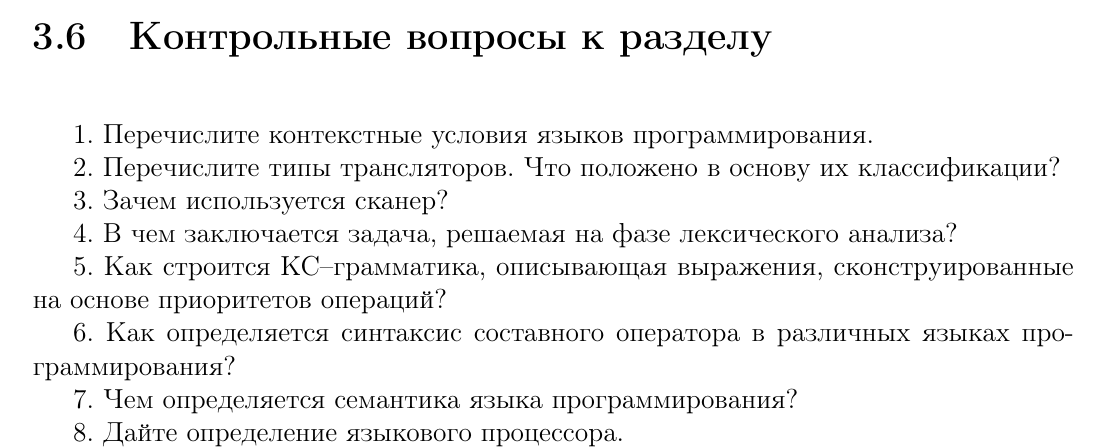 3.6 Контрольные вопросы к разделу
1. Перечислите контекстные условия языков программирования.
2. Перечислите типы трансляторов. Что положено в основу их классификации?
3. Зачем используется сканер?
4. В чем заключается задача, решаемая на фазе лексического анализа?
5. Как строится КС–грамматика, описывающая выражения, сконструированные
на основе приоритетов операций?
6. Как определяется синтаксис составного оператора в различных языках про-
граммирования?
7. Чем определяется семантика языка программирования?
8. Дайте определение языкового процессора.